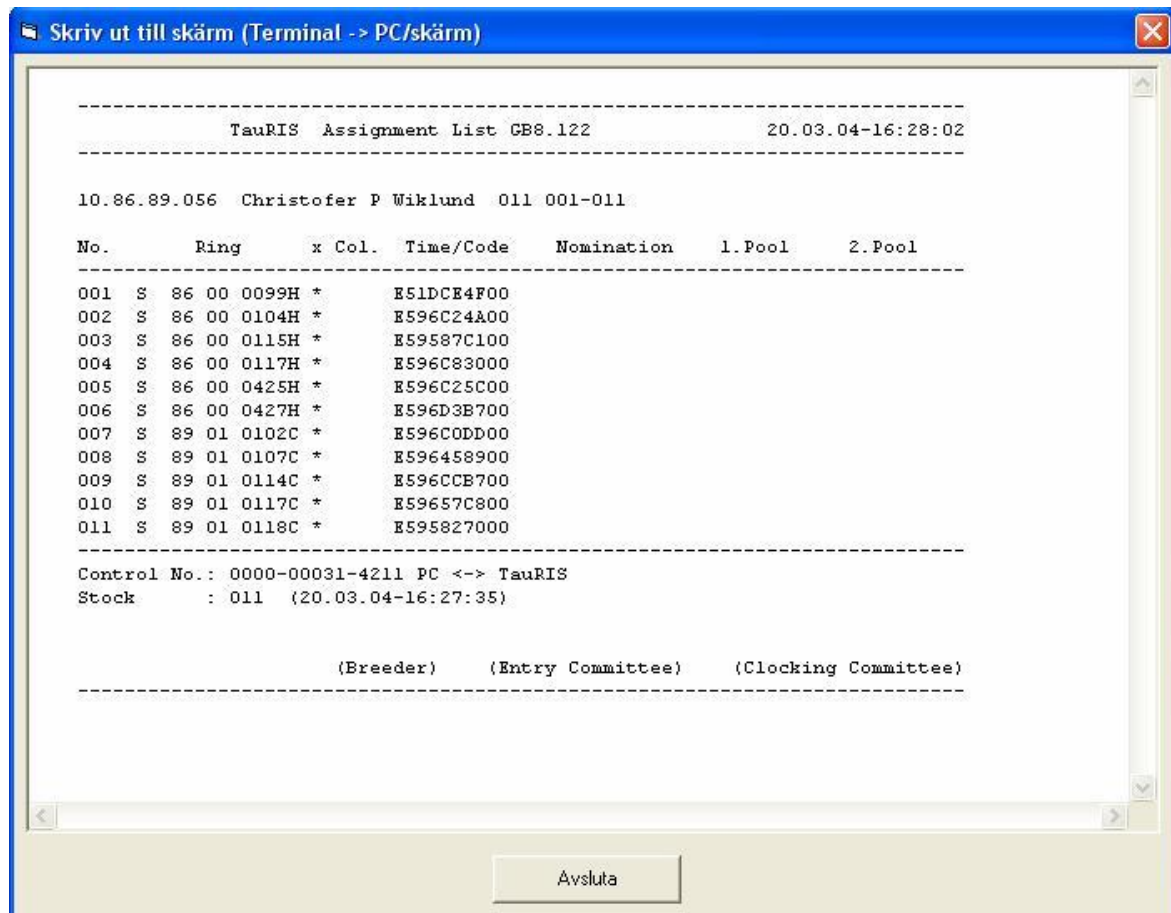 Skriv ut till skärm (Terminal -> PC/skärm)
--------------------------------------------------------------------------
TauRIS Assignment List GB8.122 20.03.04-16:28:02
--------------------------------------------------------------------------
10.86.89.056 Christofer P Wiklund 011 001-011
No. Ring x Col. Time/Code Nomination 1.Pool 2.Pool
--------------------------------------------------------------------------
001 S 86 00 0099H * E51DCE4F00
002 S 86 00 0104H * E596C24A00
003 S 86 00 0115H * E59587C100
004 S 86 00 0117H * E596C83000
005 S 86 00 0425H * E596C25C00
006 S 86 00 0427H * E596D3B700
007 S 89 01 0102C * E596C0DD00
008 S 89 01 0107C * E596458900
009 S 89 01 0114C * E596CCB700
010 S 89 01 0117C * E59657C800
011 S 89 01 0118C * E595827000
--------------------------------------------------------------------------
Control No.: 0000-00031-4211 PC <-> TauRIS
Stock : 011 (20.03.04-16:27:35)
(Breeder) (Entry Committee) (Clocking Committee)
--------------------------------------------------------------------------
Avsluta